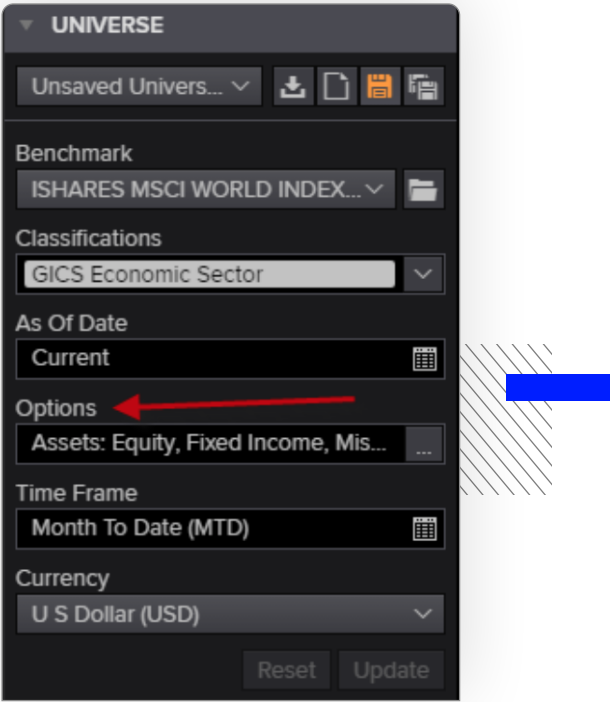 UNIVERSE
Unsaved Univers...
Benchmark
ISHARES MSCI WORLD INDEX...
Classifications
GICS Economic Sector
As Of Date
Current
Options
Assets: Equity, Fixed Income, Mis...
...
Time Frame
Month To Date (MTD)
Currency
U S Dollar (USD)
Reset Update